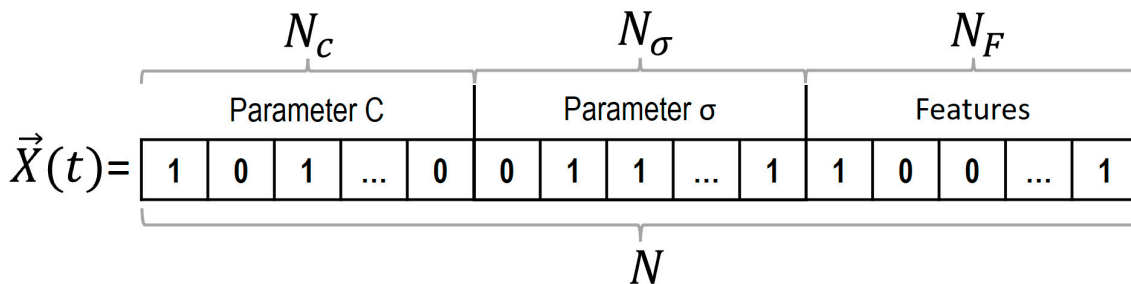 N_c N_σ N_F
Parameter C Parameter σ Features
X⃗(t)= 1 0 1 ... 0 0 1 1 ... 1 1 0 0 ... 1
N